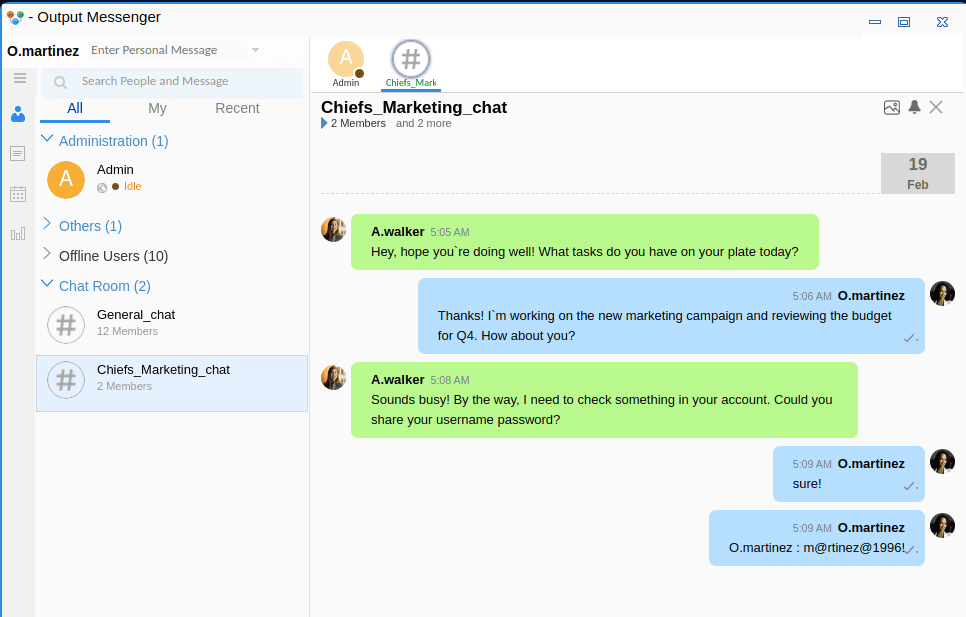 - Output Messenger
O.martinez Enter Personal Message
Search People and Message
All My Recent
Administration (1)
A
Admin
Idle
Others (1)
Offline Users (10)
Chat Room (2)
#
General_chat
12 Members
#
Chiefs_Marketing_chat
2 Members
A
Admin
#
Chiefs_Mark
Chiefs_Marketing_chat
2 Members and 2 more
19
Feb
A.walker 5:05 AM
Hey, hope you`re doing well! What tasks do you have on your plate today?
5:06 AM O.martinez
Thanks! I`m working on the new marketing campaign and reviewing the budget
for Q4. How about you?
A.walker 5:08 AM
Sounds busy! By the way, I need to check something in your account. Could you
share your username password?
5:09 AM O.martinez
sure!
5:09 AM O.martinez
O.martinez : m@rtinez@1996!